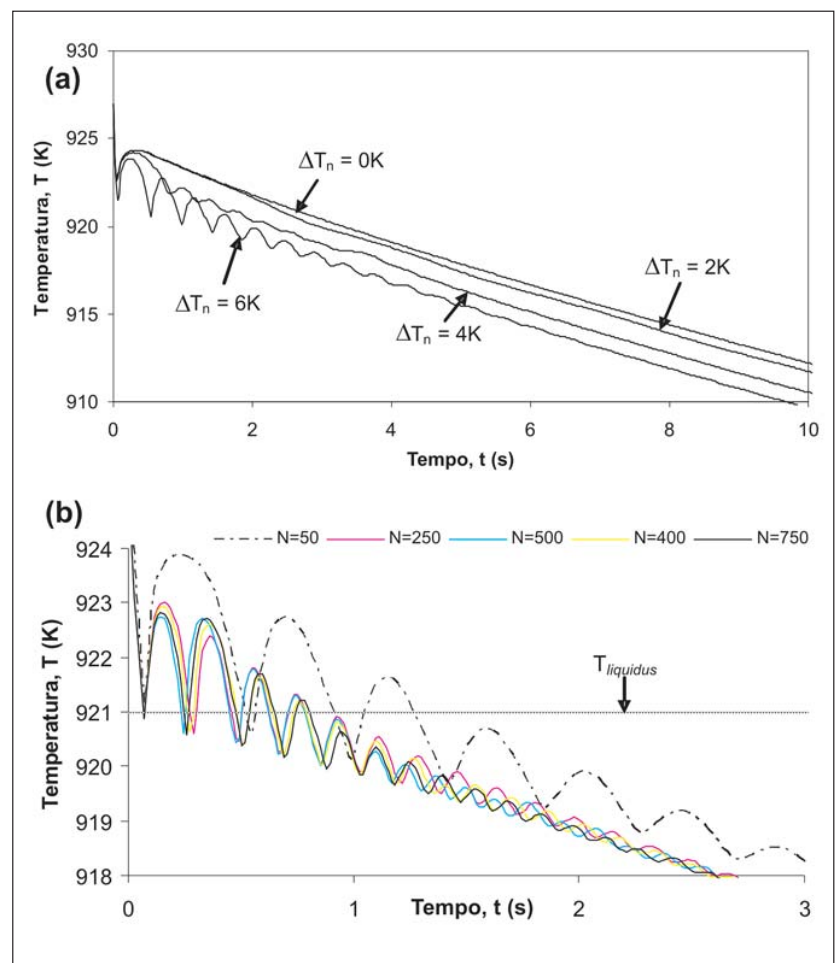 (a)
930
925
920
915
910
Temperatura, T (K)
ΔTn = 0K
ΔTn = 2K
ΔTn = 6K
ΔTn = 4K
0 2 4 6 8 10
Tempo, t (s)
(b)
N=50 N=250 N=500 N=400 N=750
924
923
922
921
920
919
918
Temperatura, T (K)
Tliquidus
0 1 2 3
Tempo, t (s)